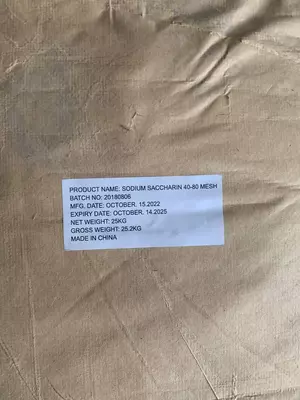 PRODUCT NAME: SODIUM SACCHARIN 40-80 MESH
BATCH NO: 20180806
MFG. DATE: OCTOBER. 15.2022
EXPIRY DATE: OCTOBER. 14.2025
NET WEIGHT: 25KG
GROSS WEIGHT: 25.2KG
MADE IN CHINA